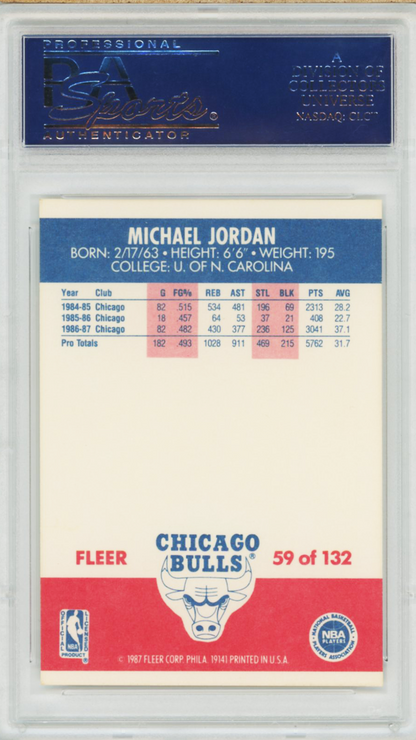 PROFESSIONAL
PSA
Sports®
AUTHENTICATOR
A
DIVISION OF
COLLECTORS
UNIVERSE
NASDAQ: CLCT
MICHAEL JORDAN
BORN: 2/17/63 • HEIGHT: 6'6" • WEIGHT: 195
COLLEGE: U. OF N. CAROLINA
Year Club G FG% REB AST STL BLK PTS AVG
1984-85 Chicago 82 .515 534 481 196 69 2313 28.2
1985-86 Chicago 18 .457 64 53 37 21 408 22.7
1986-87 Chicago 82 .482 430 377 236 125 3041 37.1
Pro Totals 182 .493 1028 911 469 215 5762 31.7
CHICAGO
BULLS®
FLEER
59 of 132
OFFICIAL LICENSED
NBA
PRODUCT
NATIONAL BASKETBALL
NBA
PLAYERS
PLAYERS ASSOCIATION
© 1987 FLEER CORP. PHILA. 19141 PRINTED IN U.S.A.